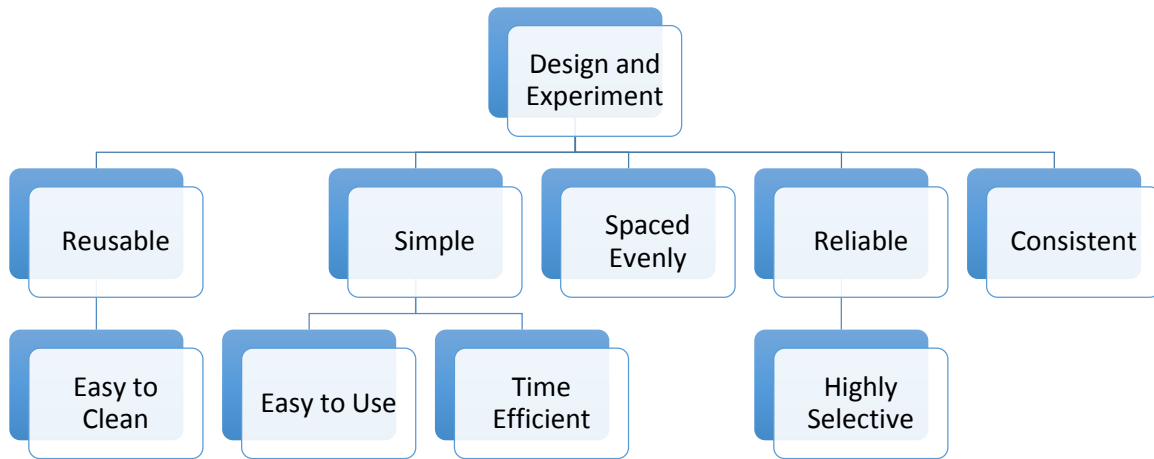 Design and
Experiment
Reusable
Simple
Spaced
Evenly
Reliable
Consistent
Easy to
Clean
Easy to Use
Time
Efficient
Highly
Selective